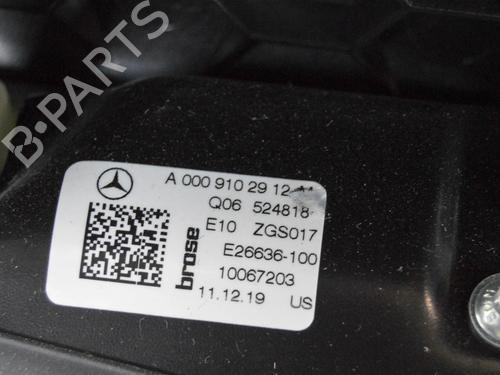 B-PARTS
A 000 910 29 12
Q06 524818
E10 ZGS017
E26636-100
10067203
11.12.19 US
brose